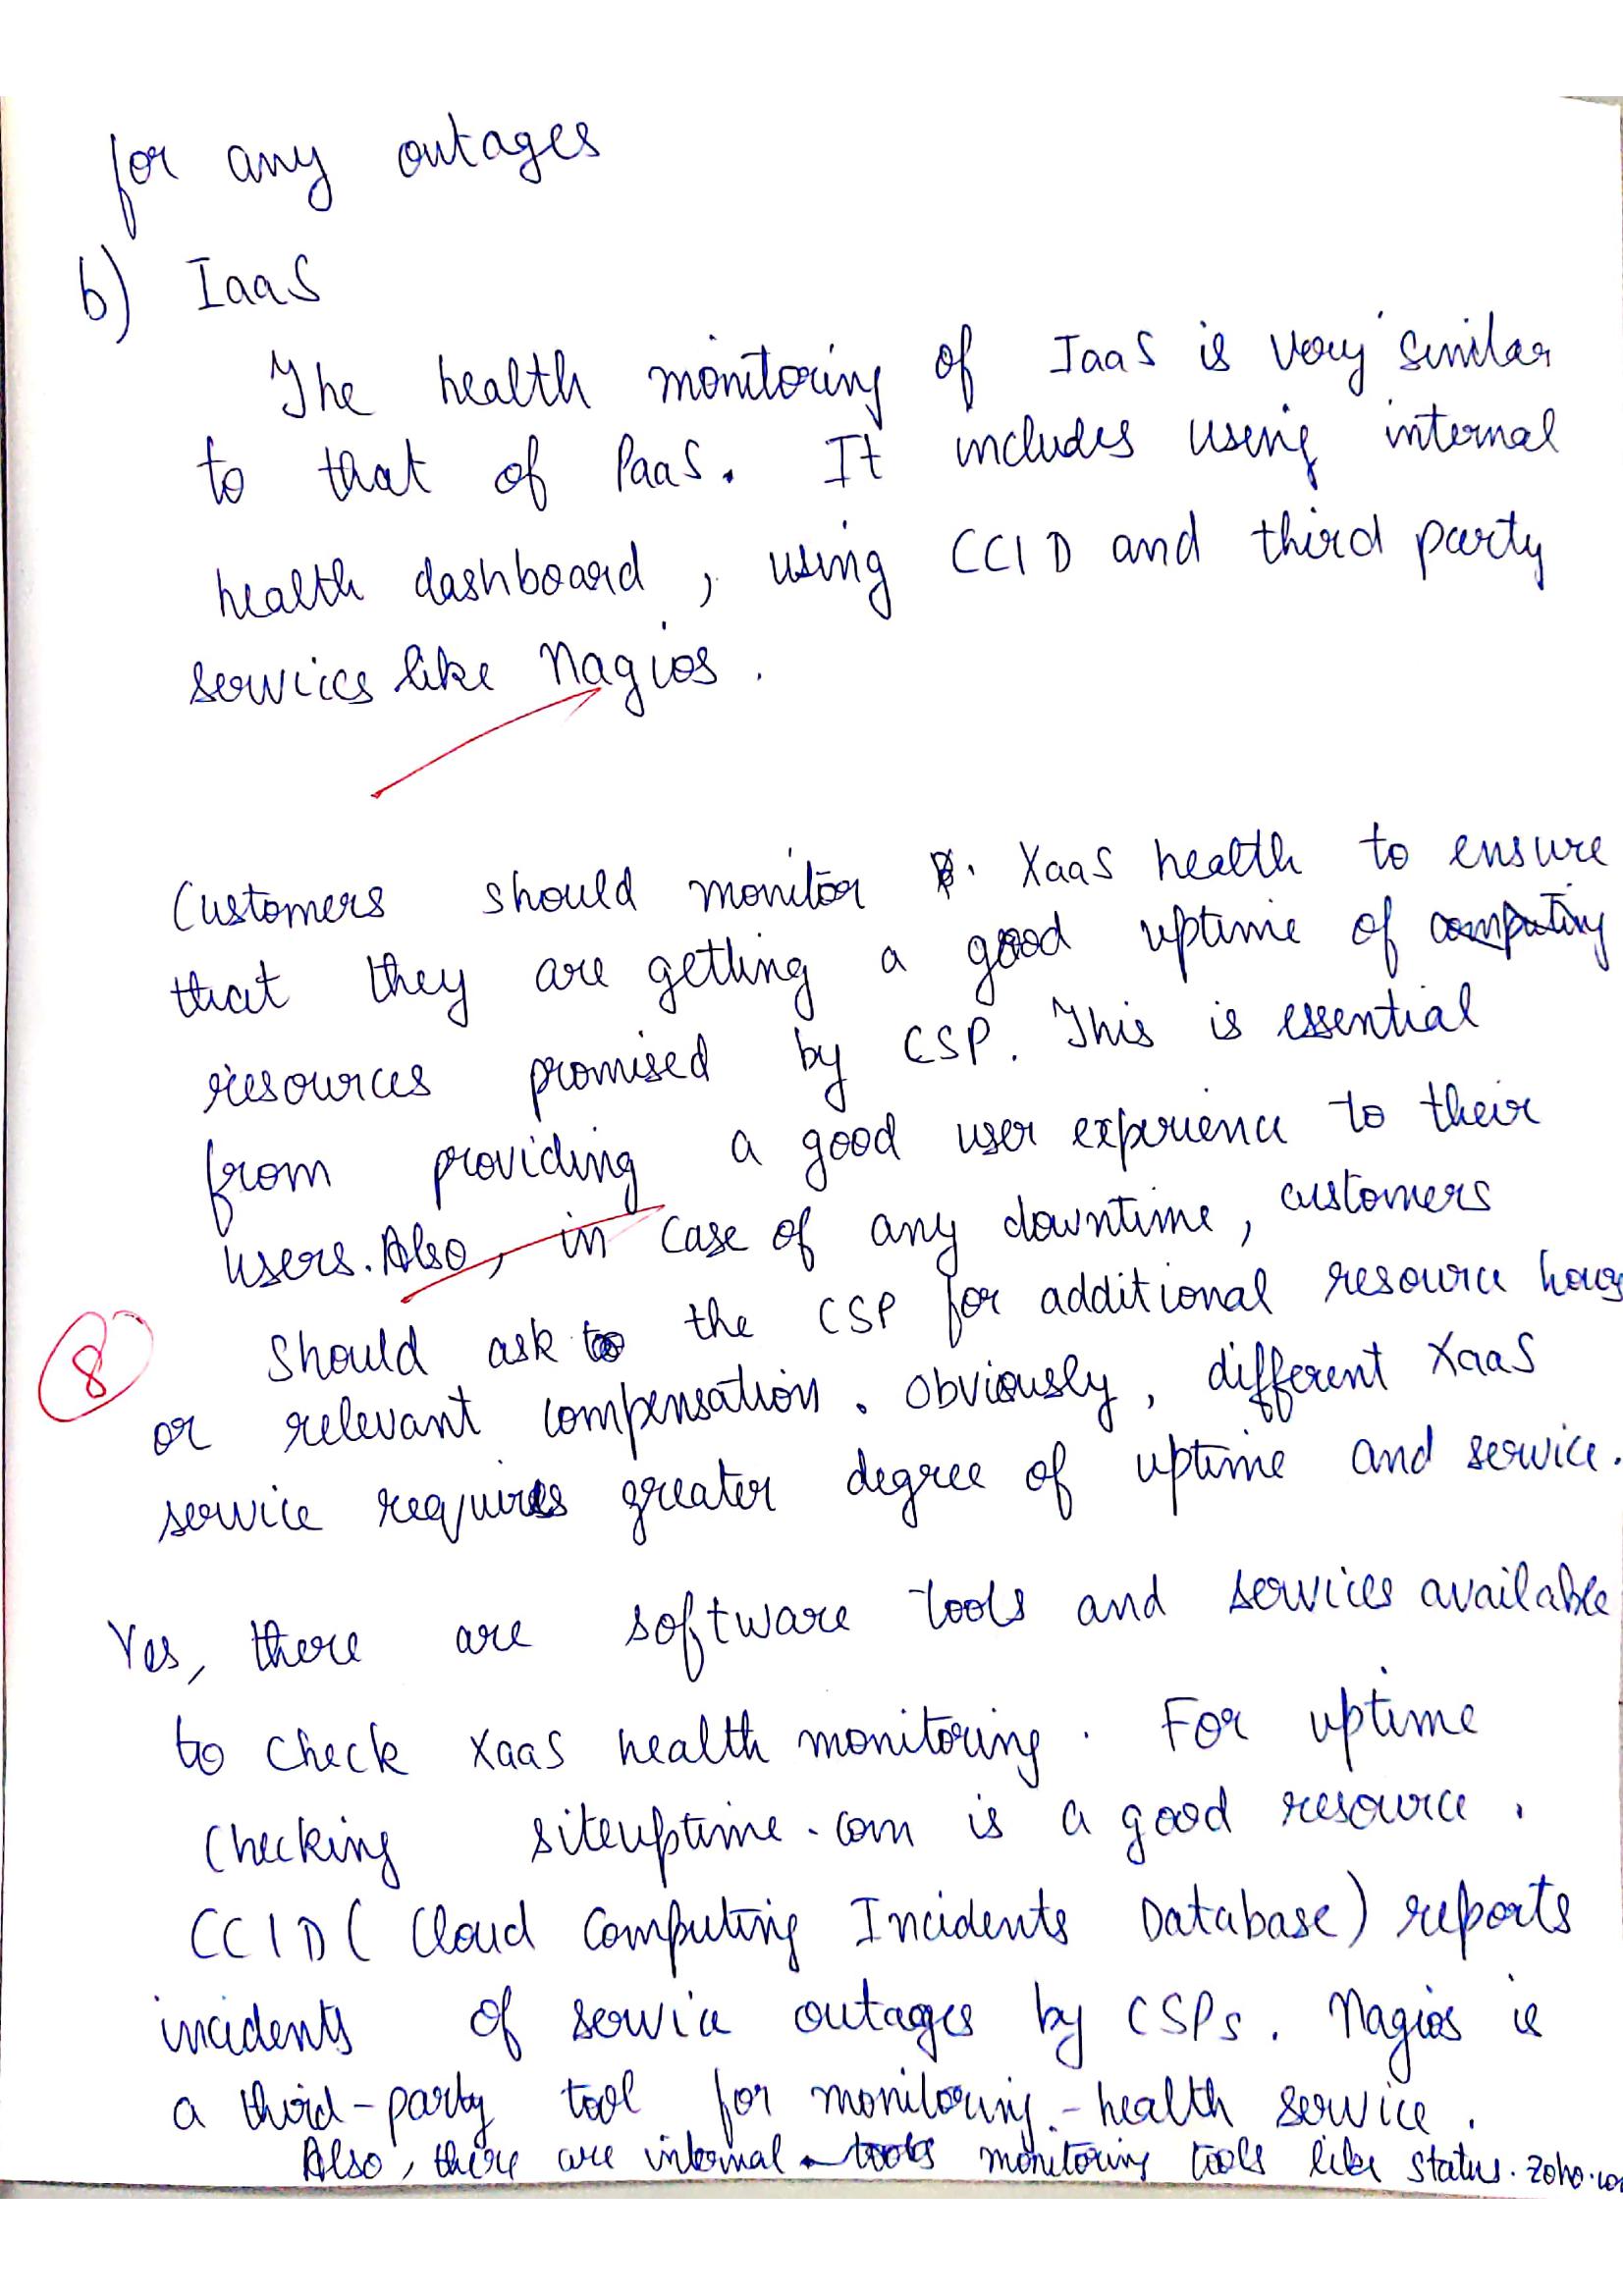 for any outages
b) IaaS
The health monitoring of IaaS is very similar
to that of PaaS. It includes using internal
health dashboard, using CCID and third party
services like Nagios.
Customers should monitor XaaS health to ensure
that they are getting a good uptime of computing
resources promised by CSP. This is essential
from providing a good user experience to their
users. Also, in case of any downtime, customers
8
should ask to the CSP for additional resource hours
or relevant compensation. Obviously, different XaaS
service requires greater degree of uptime and service.
Yes, there are software tools and services available
to check XaaS health monitoring. For uptime
checking siteuptime.com is a good resource.
CCID (Cloud Computing Incidents Database) reports
incidents of service outages by CSPs. Nagios is
a third-party tool for monitoring - health service.
Also, there are internal tools monitoring tools like status.zoho.com